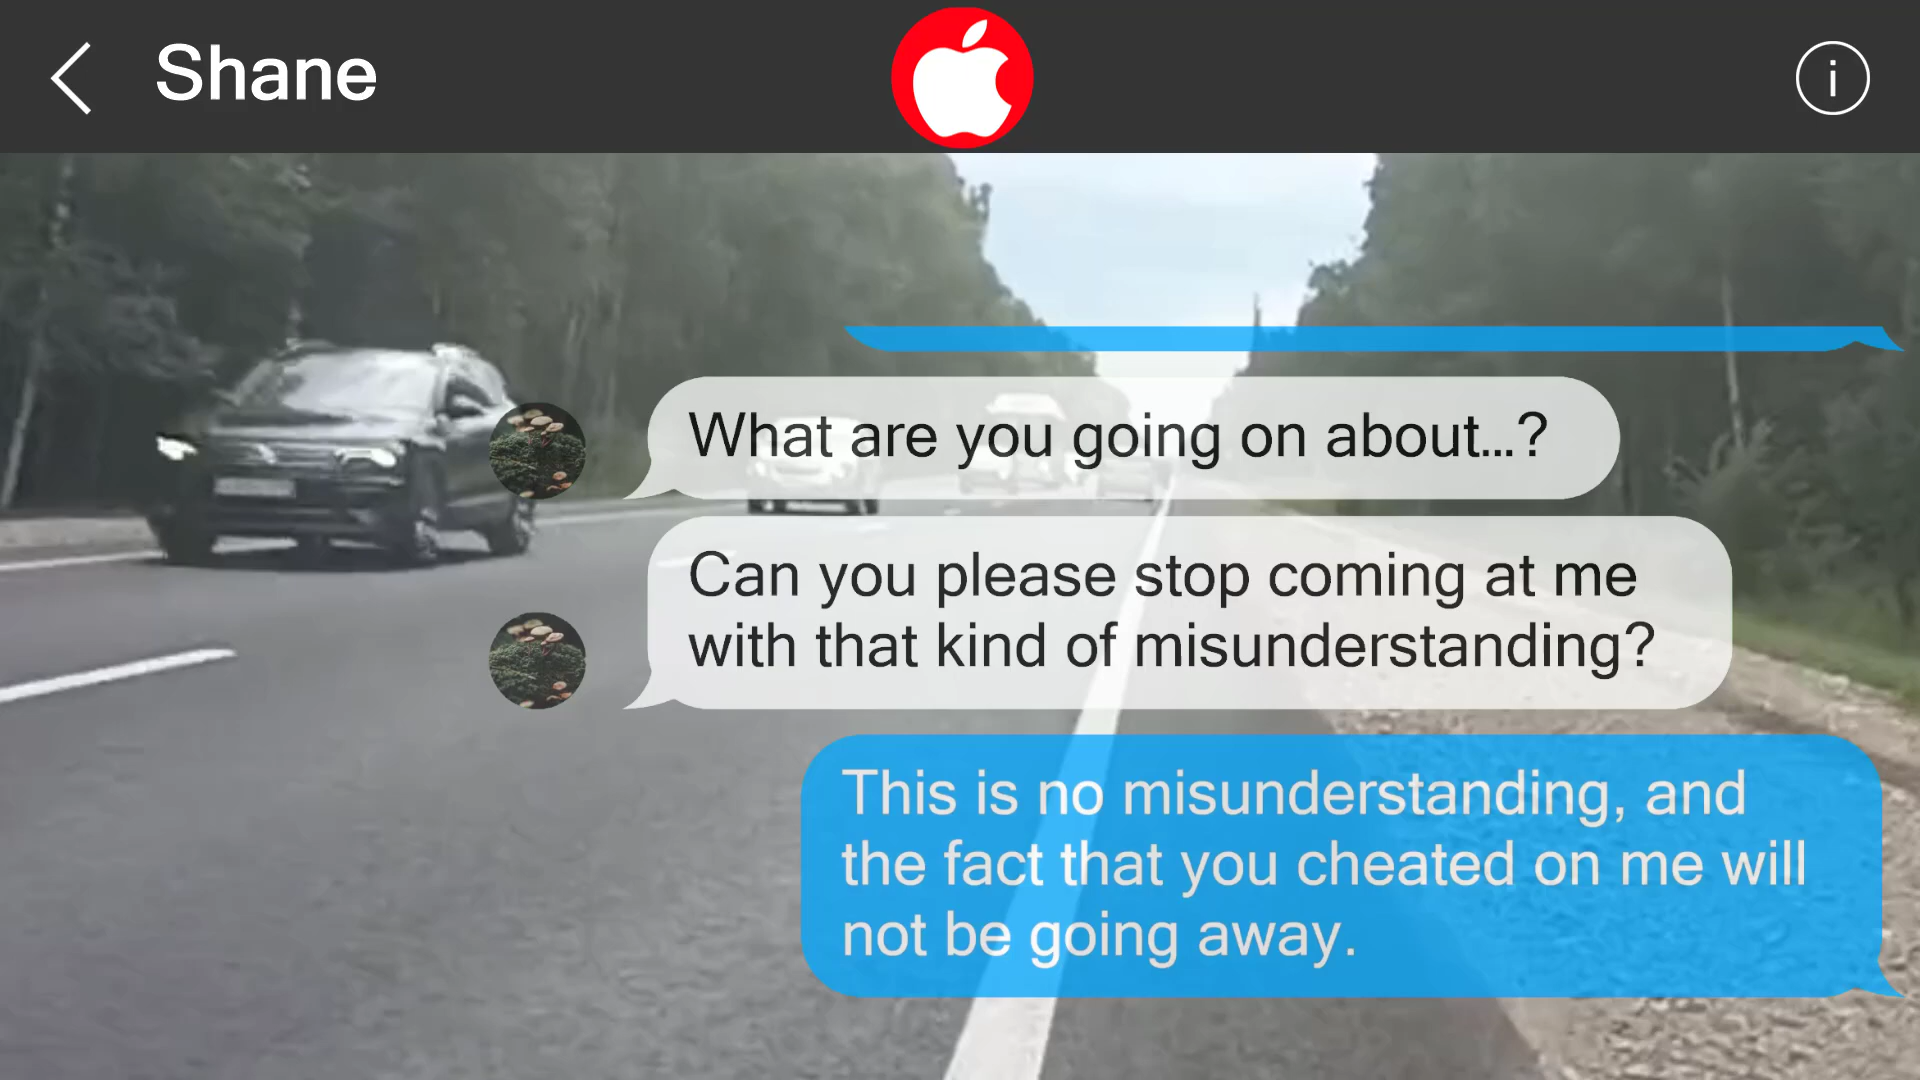 Shane
What are you going on about...?
Can you please stop coming at me
with that kind of misunderstanding?
This is no misunderstanding, and
the fact that you cheated on me will
not be going away.